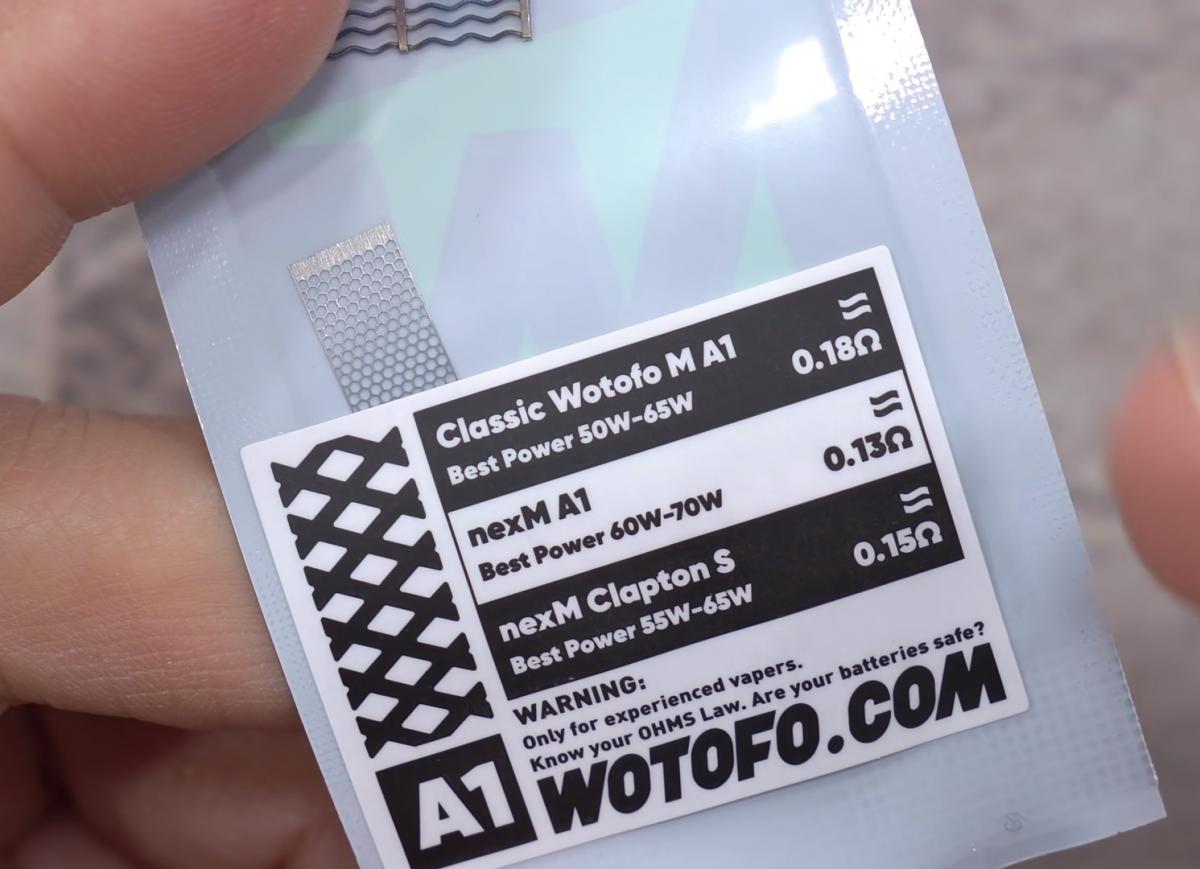 Classic Wotofo M A1
0.18Ω
Best Power 50W-65W
nexM A1
0.13Ω
Best Power 60W-70W
nexM Clapton S
0.15Ω
Best Power 55W-65W
WARNING:
Only for experienced vapers.
Know your OHMS Law. Are your batteries safe?
A1
WOTOFO.COM